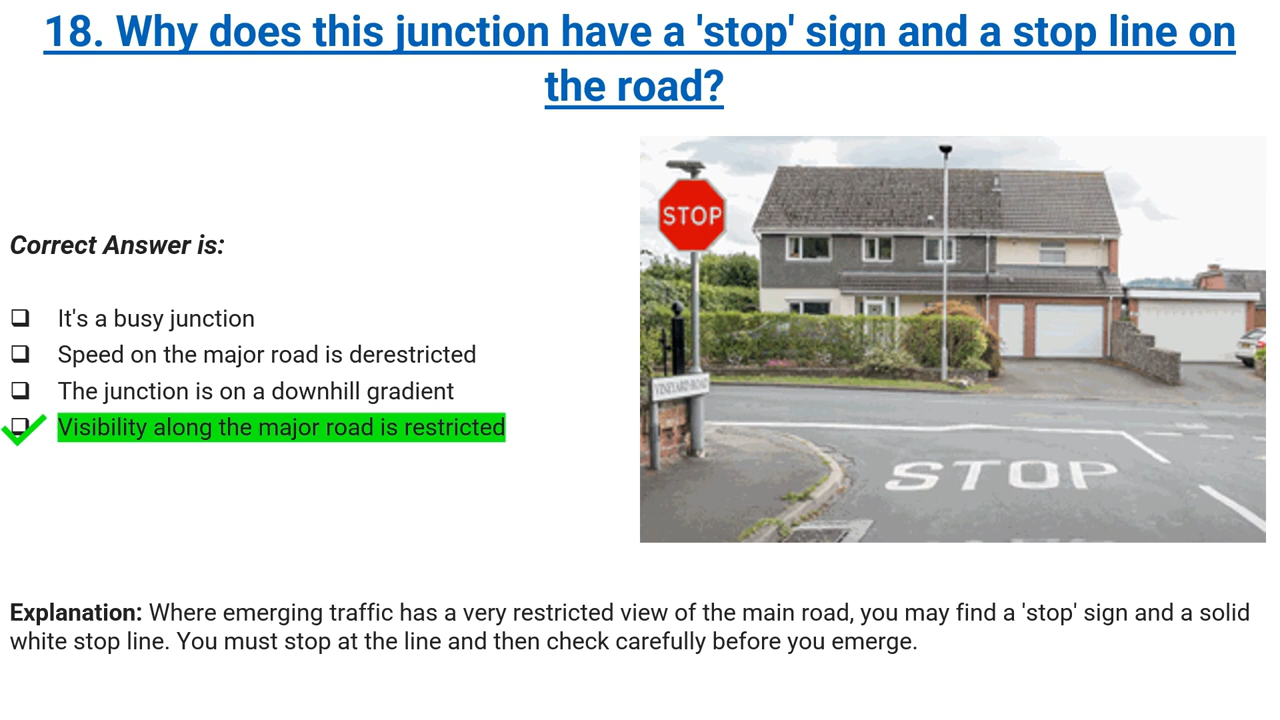 18. Why does this junction have a 'stop' sign and a stop line on
the road?
Correct Answer is:
It's a busy junction
Speed on the major road is derestricted
The junction is on a downhill gradient
Visibility along the major road is restricted
STOP
VINEYARD ROAD
STOP
Explanation: Where emerging traffic has a very restricted view of the main road, you may find a 'stop' sign and a solid
white stop line. You must stop at the line and then check carefully before you emerge.